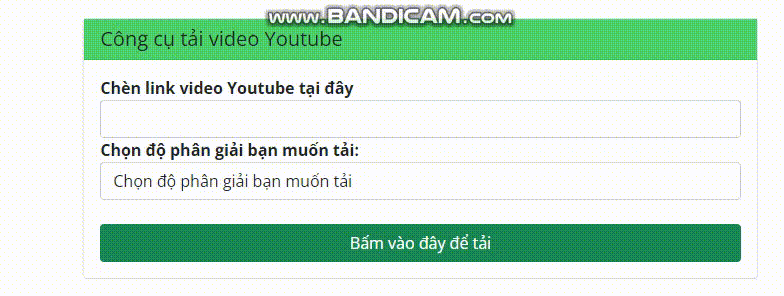 www.BANDICAM.com
Công cụ tải video Youtube
Chèn link video Youtube tại đây
Chọn độ phân giải bạn muốn tải:
Chọn độ phân giải bạn muốn tải
Bấm vào đây để tải